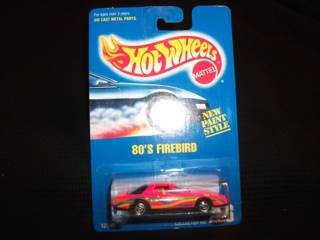 For ages over 3 years
DIE CAST METAL PARTS
HOT WHEELS
MATTEL
NEW
PAINT
STYLE
80'S FIREBIRD